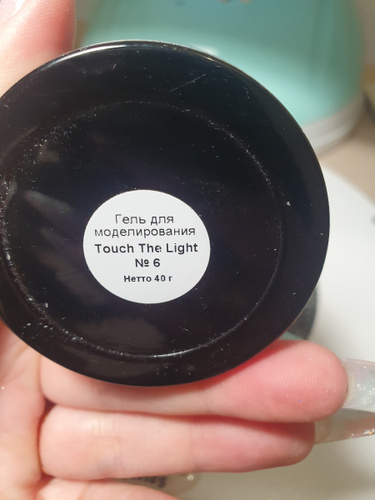 Гель для
моделирования
Touch The Light
№ 6
Нетто 40 г